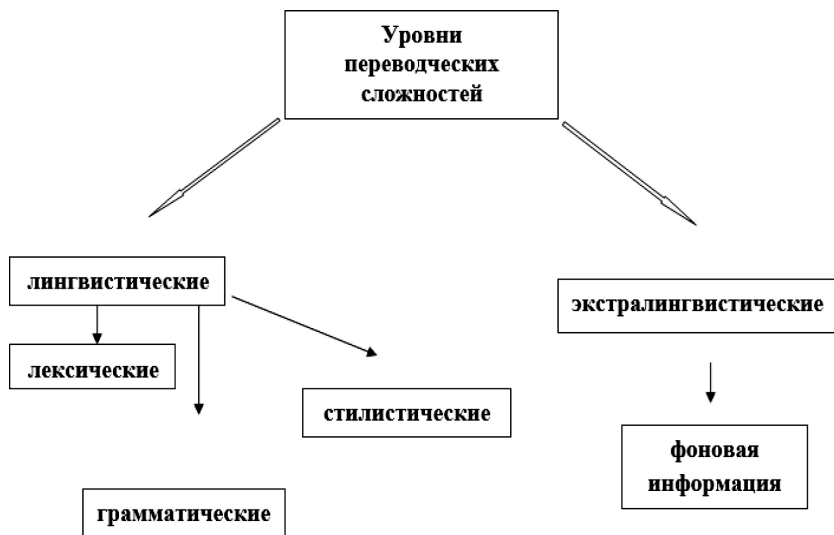 Уровни
переводческих
сложностей
лингвистические
экстралингвистические
лексические
стилистические
фоновая
информация
грамматические